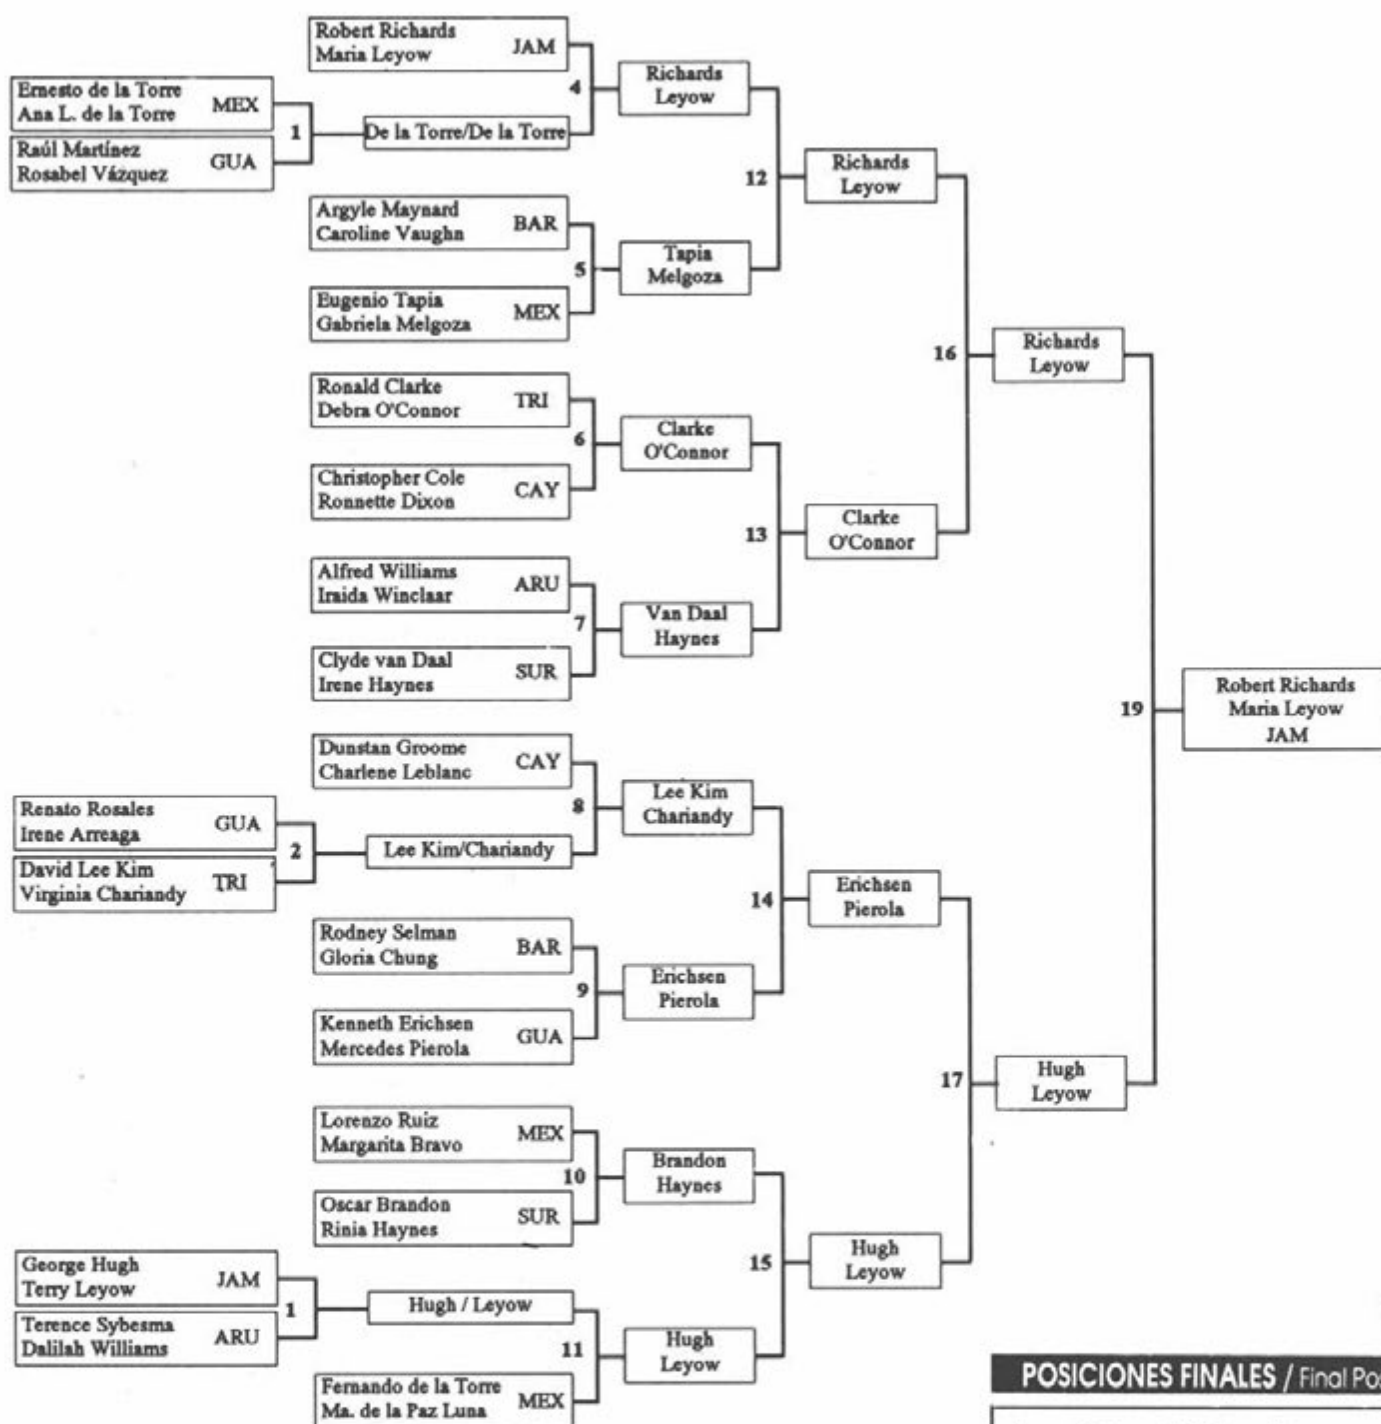 Robert Richards
Maria Leyow
JAM
Ernesto de la Torre
Ana L. de la Torre
MEX
Raúl Martínez
Rosabel Vázquez
GUA
1
De la Torre/De la Torre
4
Richards
Leyow
Argyle Maynard
Caroline Vaughn
BAR
Eugenio Tapia
Gabriela Melgoza
MEX
5
Tapia
Melgoza
12
Richards
Leyow
Ronald Clarke
Debra O'Connor
TRI
Christopher Cole
Ronnette Dixon
CAY
6
Clarke
O'Connor
Alfred Williams
Iraida Winclaar
ARU
Clyde van Daal
Irene Haynes
SUR
7
Van Daal
Haynes
13
Clarke
O'Connor
16
Richards
Leyow
Dunstan Groome
Charlene Leblanc
CAY
Renato Rosales
Irene Arreaga
GUA
David Lee Kim
Virginia Chariandy
TRI
2
Lee Kim/Chariandy
8
Lee Kim
Chariandy
Rodney Selman
Gloria Chung
BAR
Kenneth Erichsen
Mercedes Pierola
GUA
9
Erichsen
Pierola
14
Erichsen
Pierola
Lorenzo Ruiz
Margarita Bravo
MEX
Oscar Brandon
Rinia Haynes
SUR
10
Brandon
Haynes
George Hugh
Terry Leyow
JAM
Terence Sybesma
Dalilah Williams
ARU
1
Hugh / Leyow
Fernando de la Torre
Ma. de la Paz Luna
MEX
11
Hugh
Leyow
15
Hugh
Leyow
17
Hugh
Leyow
19
Robert Richards
Maria Leyow
JAM
POSICIONES FINALES / Final Pos